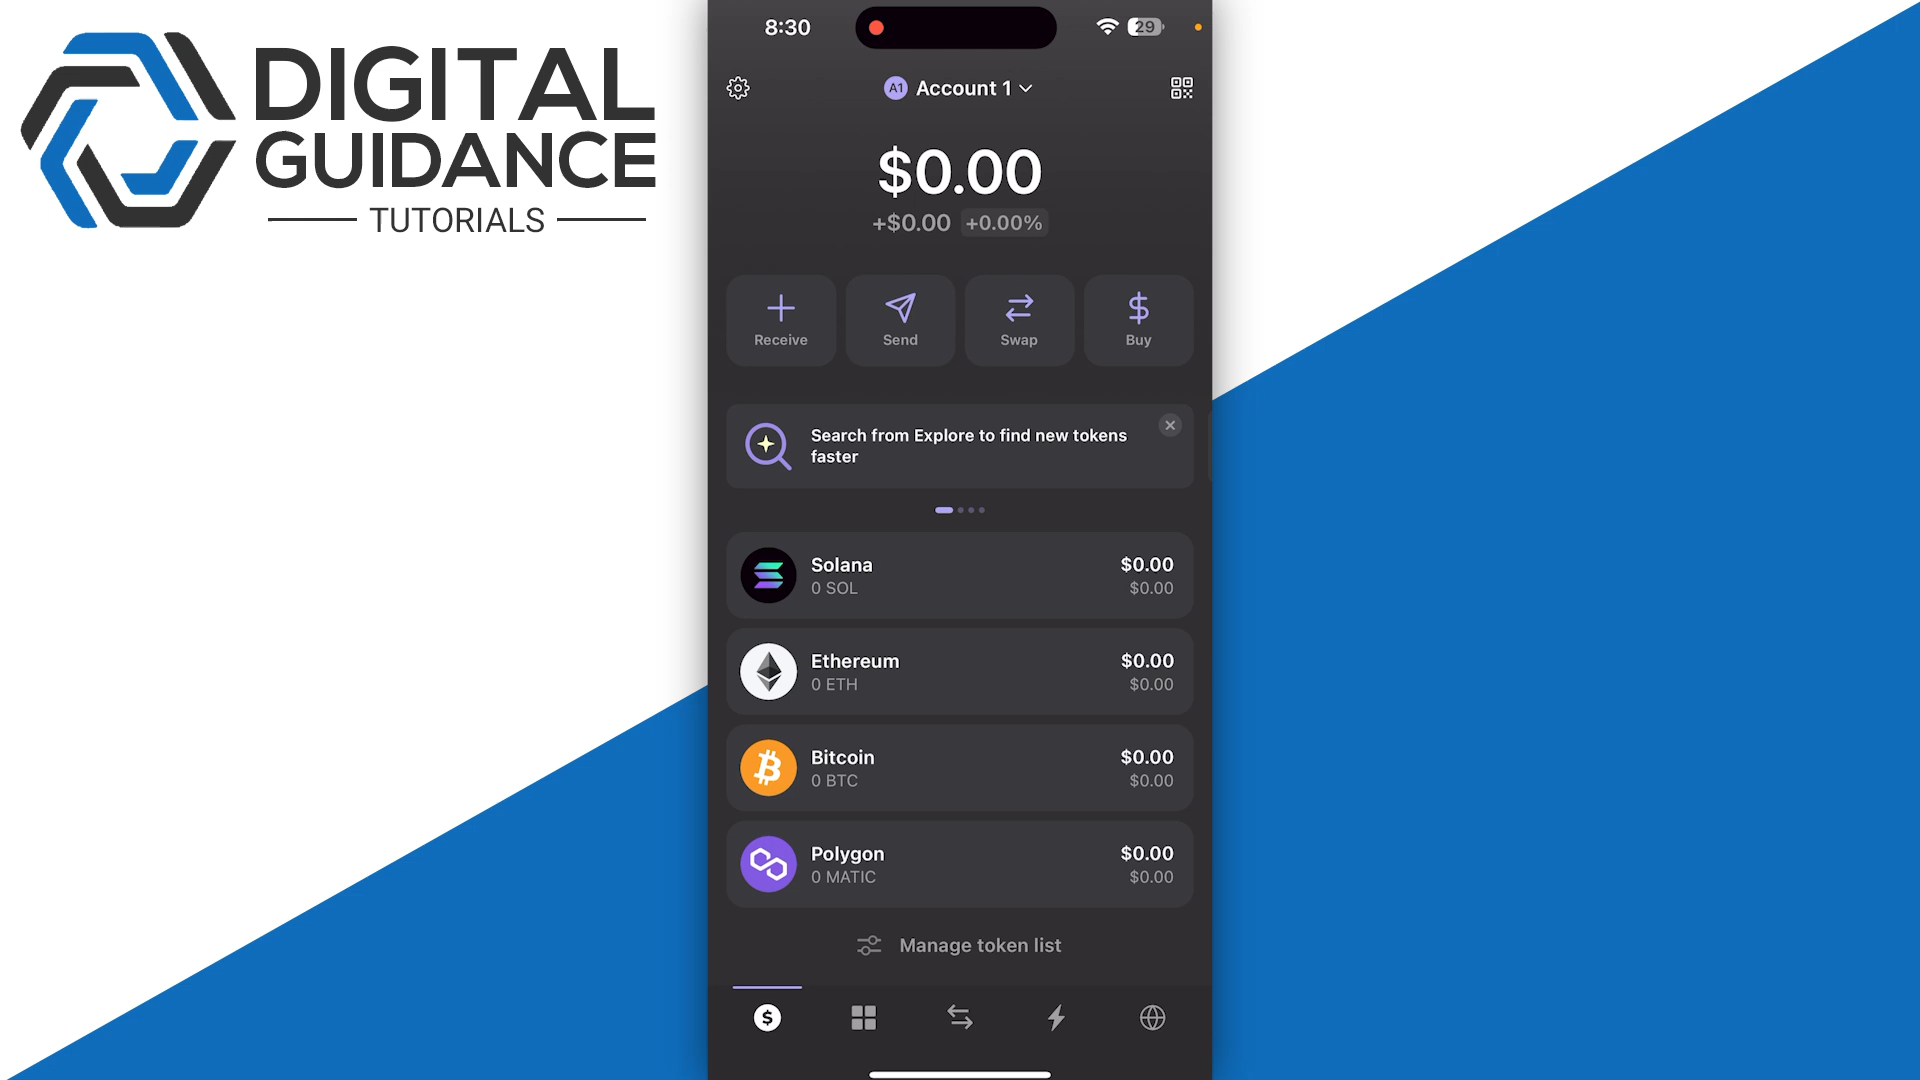 DIGITAL
GUIDANCE
TUTORIALS
8:30
29
A1 Account 1
$0.00
+$0.00 +0.00%
Receive
Send
Swap
Buy
Search from Explore to find new tokens
faster
Solana
$0.00
0 SOL
$0.00
Ethereum
$0.00
0 ETH
$0.00
Bitcoin
$0.00
0 BTC
$0.00
Polygon
$0.00
0 MATIC
$0.00
Manage token list